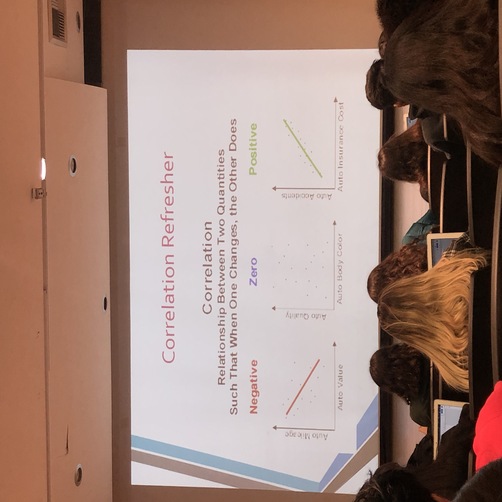 Correlation Refresher
Correlation
Relationship Between Two Quantities
Such That When One Changes, the Other Does
Negative Zero Positive
Auto Mileage
Auto Quality
Auto Accidents
Auto Value Auto Body Color Auto Insurance Cost